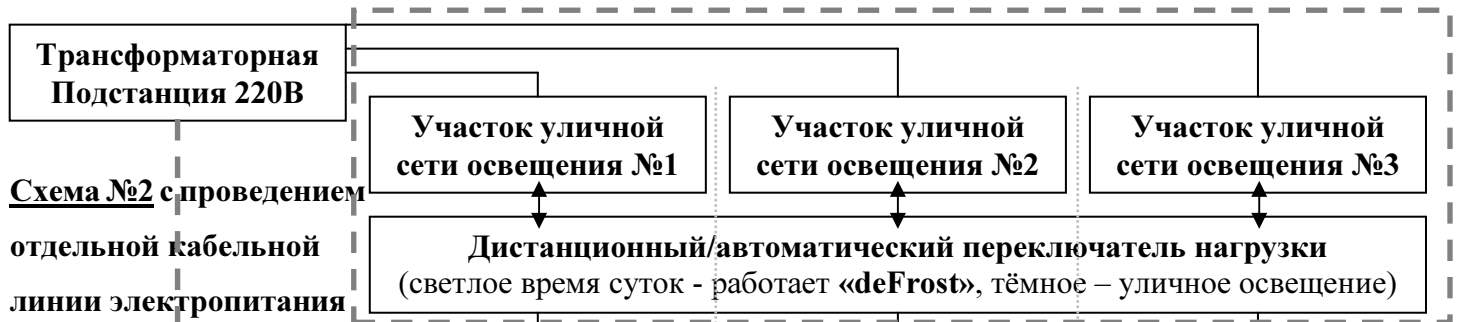 Трансформаторная
Подстанция 220В
Участок уличной
сети освещения №1
Участок уличной
сети освещения №2
Участок уличной
сети освещения №3
Схема №2 с проведением
отдельной кабельной
линии электропитания
Дистанционный/автоматический переключатель нагрузки
(светлое время суток - работает «deFrost», тёмное – уличное освещение)